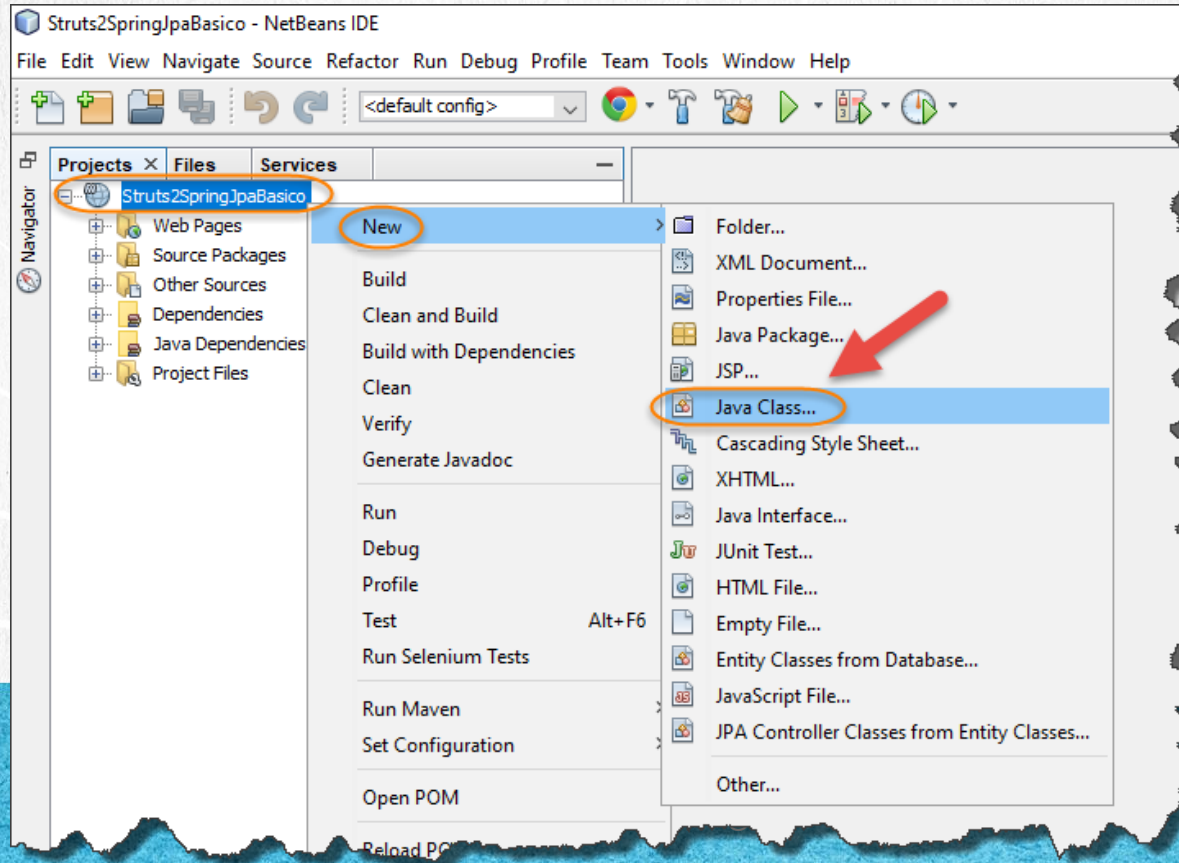 Struts2SpringJpaBasico - NetBeans IDE
File Edit View Navigate Source Refactor Run Debug Profile Team Tools Window Help
<default config>
Projects × Files Services
Navigator
Struts2SpringJpaBasico
Web Pages
Source Packages
Other Sources
Dependencies
Java Dependencies
Project Files
New
Build
Clean and Build
Build with Dependencies
Clean
Verify
Generate Javadoc
Run
Debug
Profile
Test Alt+F6
Run Selenium Tests
Run Maven
Set Configuration
Open POM
Reload
Folder...
XML Document...
Properties File...
Java Package...
JSP...
Java Class...
Cascading Style Sheet...
XHTML...
Java Interface...
JUnit Test...
HTML File...
Empty File...
Entity Classes from Database...
JavaScript File...
JPA Controller Classes from Entity Classes...
Other...